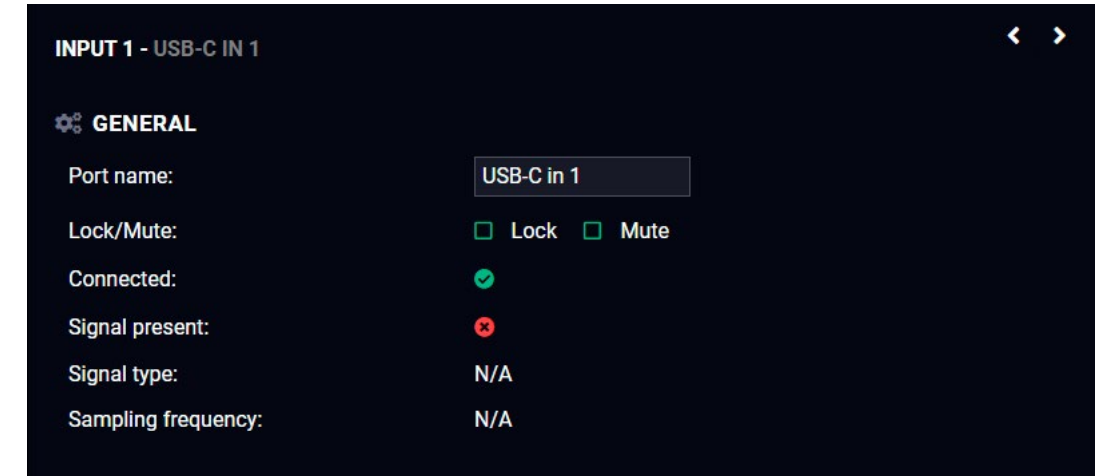 INPUT 1 - USB-C IN 1
GENERAL
Port name: USB-C in 1
Lock/Mute: Lock Mute
Connected:
Signal present:
Signal type: N/A
Sampling frequency: N/A